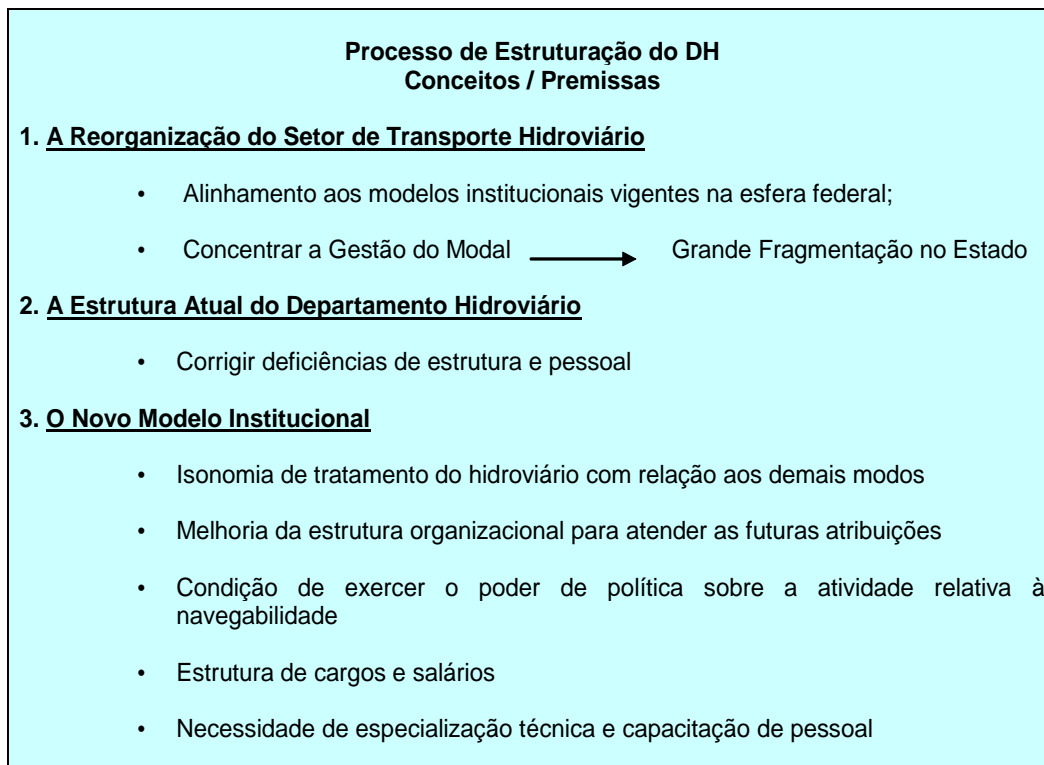 Processo de Estruturação do DH
Conceitos / Premissas
1. A Reorganização do Setor de Transporte Hidroviário
• Alinhamento aos modelos institucionais vigentes na esfera federal;
• Concentrar a Gestão do Modal Grande Fragmentação no Estado
2. A Estrutura Atual do Departamento Hidroviário
• Corrigir deficiências de estrutura e pessoal
3. O Novo Modelo Institucional
• Isonomia de tratamento do hidroviário com relação aos demais modos
• Melhoria da estrutura organizacional para atender as futuras atribuições
• Condição de exercer o poder de política sobre a atividade relativa à
navegabilidade
• Estrutura de cargos e salários
• Necessidade de especialização técnica e capacitação de pessoal